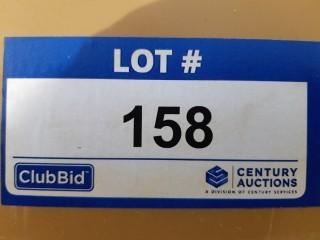 LOT #
158
ClubBid
CENTURY
AUCTIONS
A DIVISION OF CENTURY SERVICES